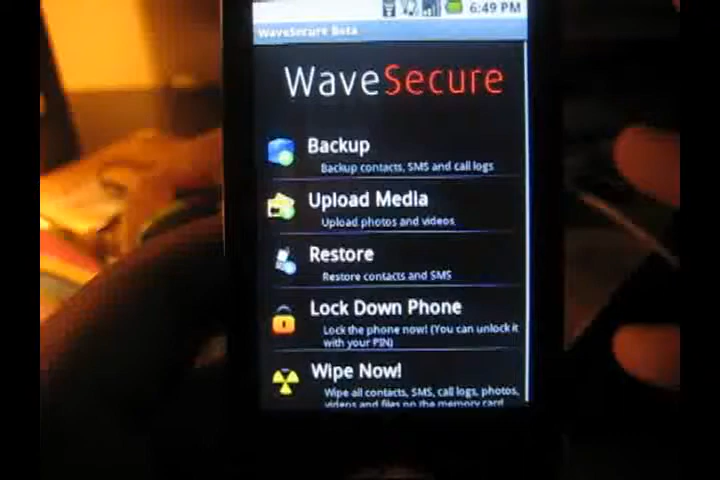 6:49 PM
WaveSecure Beta
WaveSecure
Backup
Backup contacts, SMS and call logs
Upload Media
Upload photos and videos
Restore
Restore contacts and SMS
Lock Down Phone
Lock the phone now! (You can unlock it
with your PIN)
Wipe Now!
Wipe all contacts, SMS, call logs, photos,
videos and files on the memory card